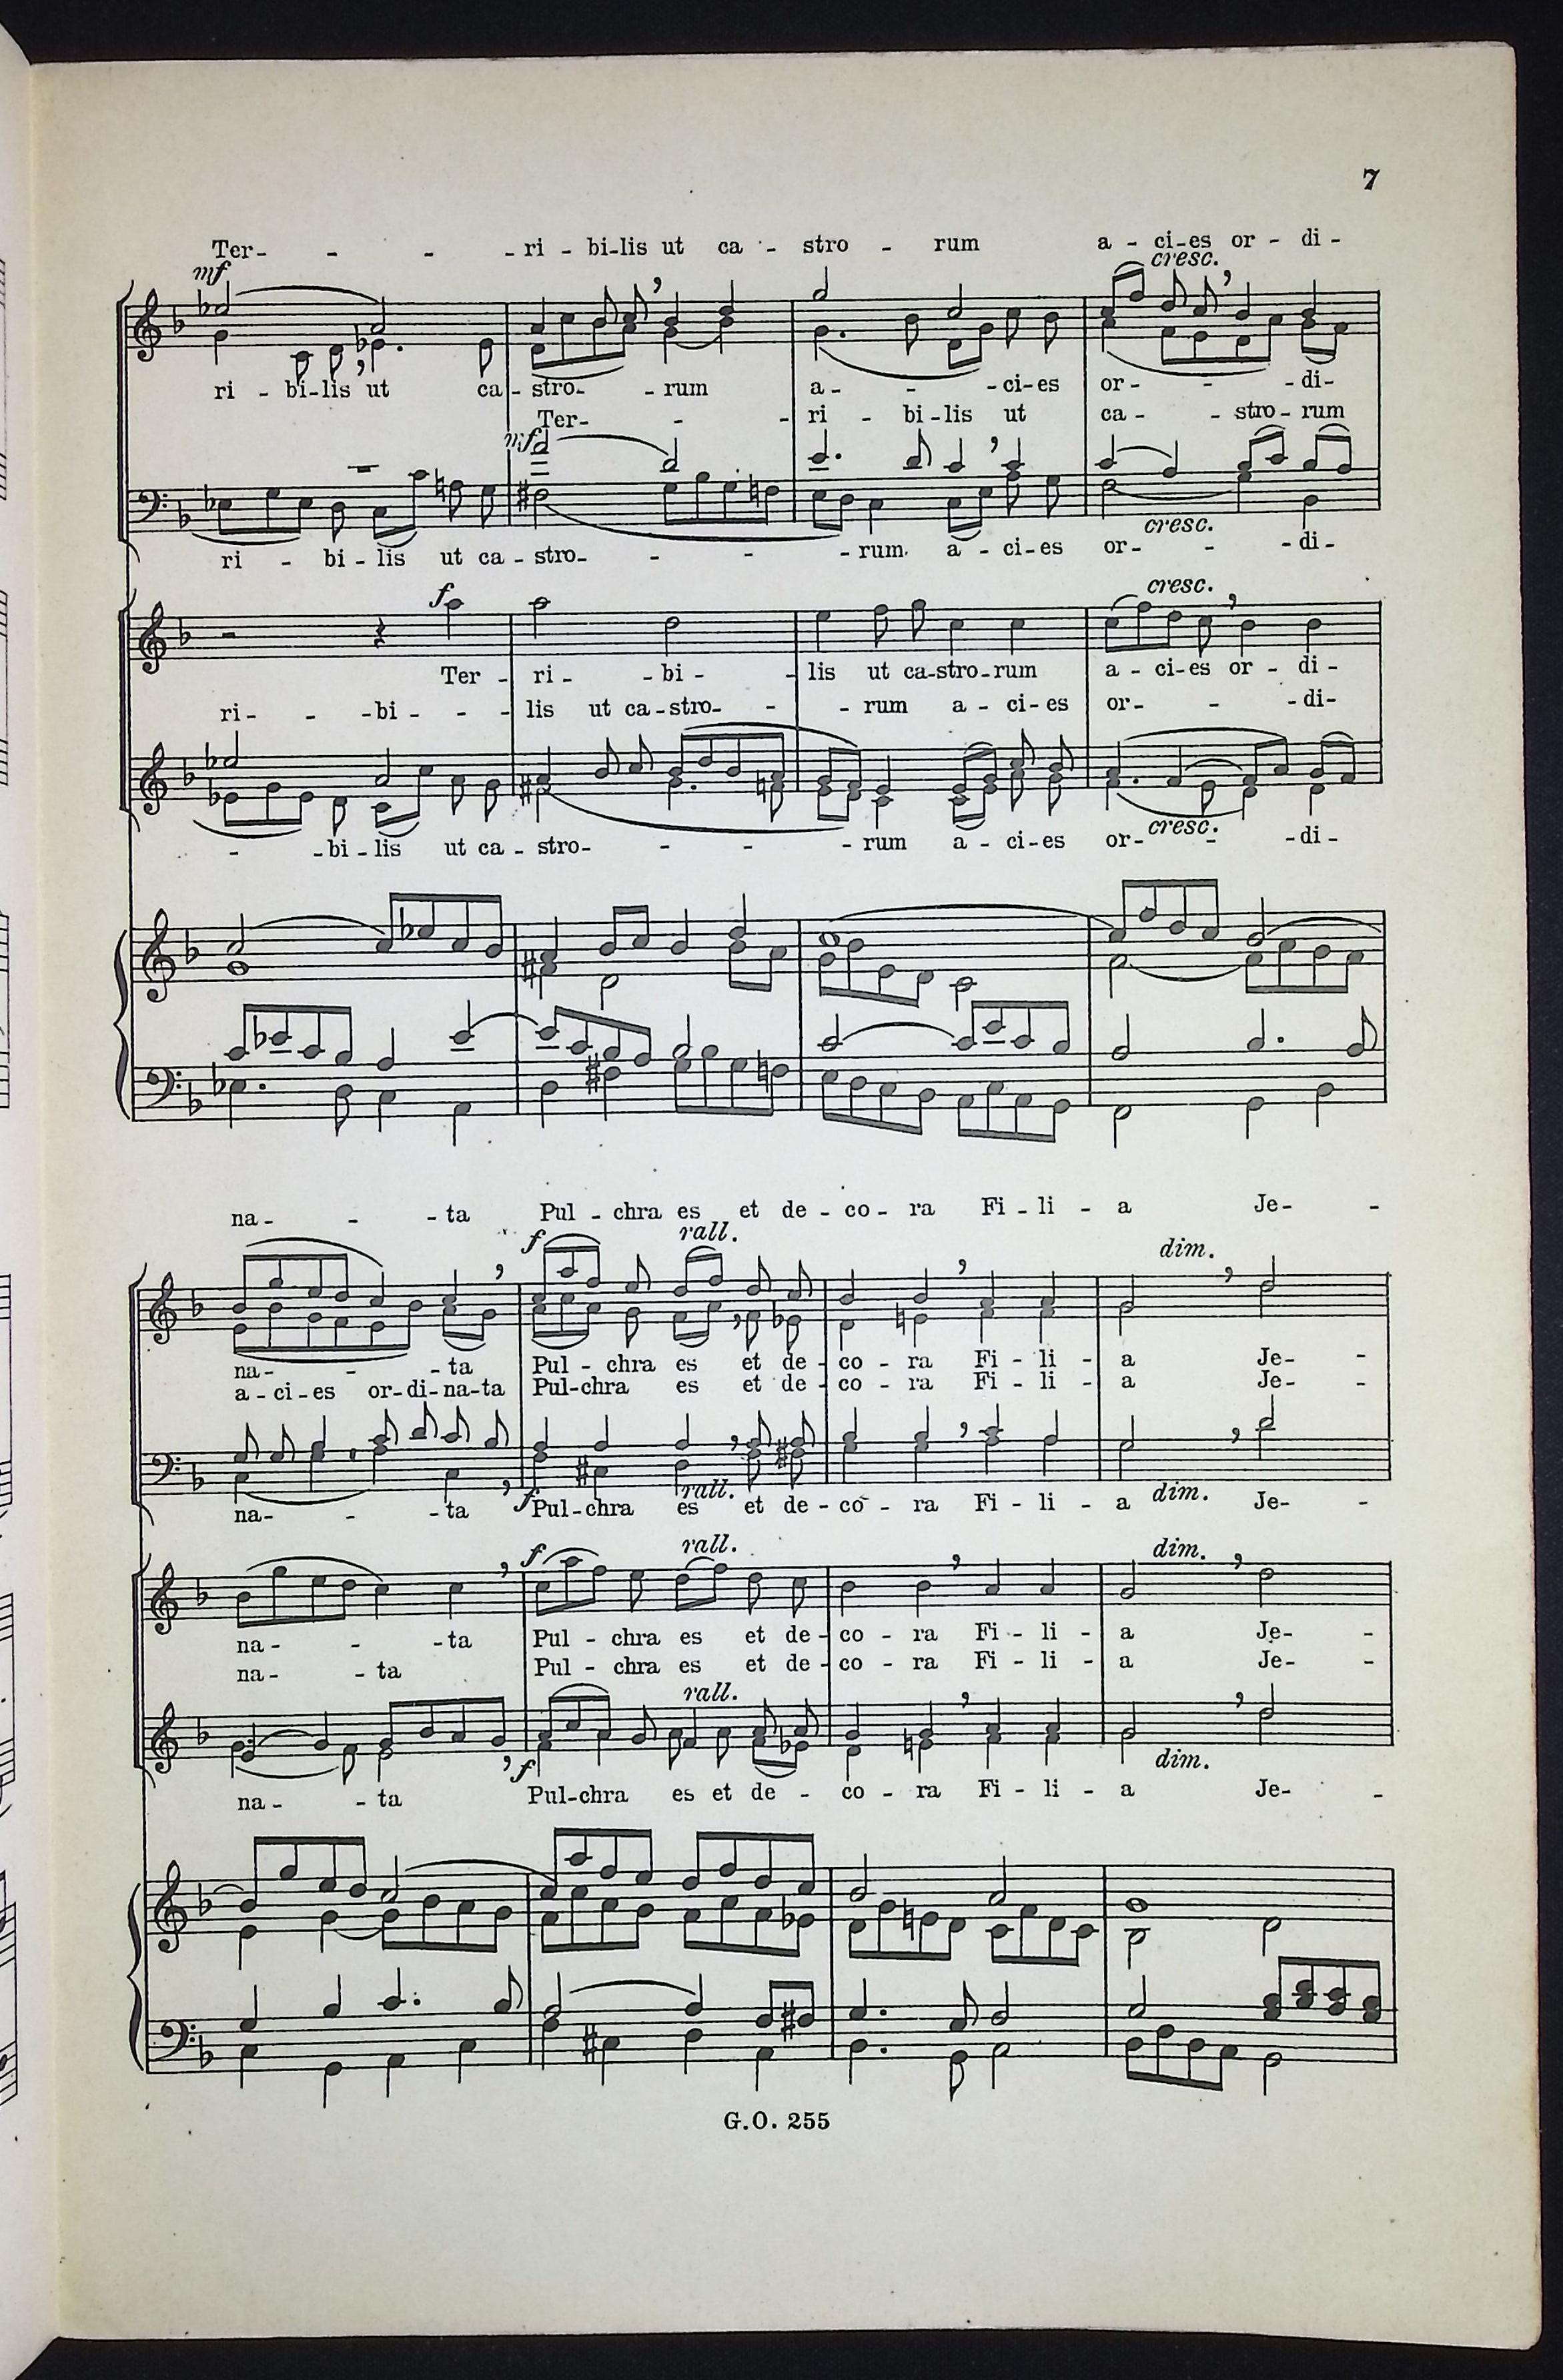 7
Ter- - - - ri - bi-lis ut ca - stro - rum a - ci-es or - di -
mf cresc.
ri - bi-lis ut ca - stro- - rum a- - - ci-es or- - - di-
Ter- - - ri - bi-lis ut ca - - stro - rum
mf
cresc.
ri - bi - lis ut ca - stro- - - - rum a - ci-es or- - - di-
f cresc.
Ter - ri - - bi - - lis ut ca-stro-rum a - ci-es or - di -
ri - - - bi - - - lis ut ca-stro- - - rum a - ci-es or- - - di-
cresc.
- - bi - lis ut ca - stro- - - - rum a - ci-es or- - - di-
na- - - ta Pul - chra es et de - co - ra Fi - li - a Je- -
f rall. dim.
na- - - ta Pul - chra es et de - co - ra Fi - li - a Je- -
a - ci-es or-di-na-ta Pul-chra es et de - co - ra Fi - li - a Je- -
f rall. dim.
na- - - ta Pul-chra es et de - co - ra Fi - li - a Je- -
f rall. dim.
na - - - ta Pul - chra es et de - co - ra Fi - li - a Je- -
na - - ta Pul - chra es et de - co - ra Fi - li - a Je- -
rall.
f dim.
na - - ta Pul-chra es et de - co - ra Fi - li - a Je- -
G.O. 255